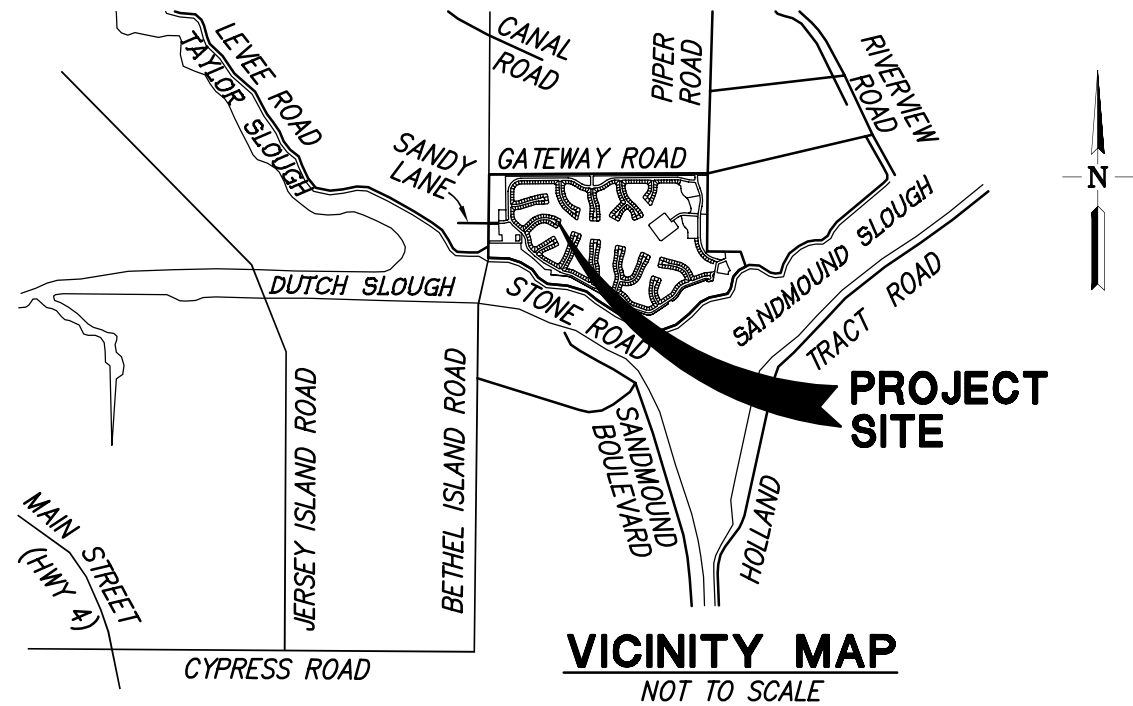 CANAL
ROAD
PIPER
ROAD
RIVERVIEW
ROAD
LEVEE ROAD
TAYLOR SLOUGH
SANDY
LANE
GATEWAY ROAD
N
DUTCH SLOUGH
STONE ROAD
SANDMOUND SLOUGH
TRACT ROAD
PROJECT
SITE
SANDMOUND
BOULEVARD
HOLLAND
JERSEY ISLAND ROAD
BETHEL ISLAND ROAD
MAIN STREET
(HWY 4)
CYPRESS ROAD
VICINITY MAP
NOT TO SCALE